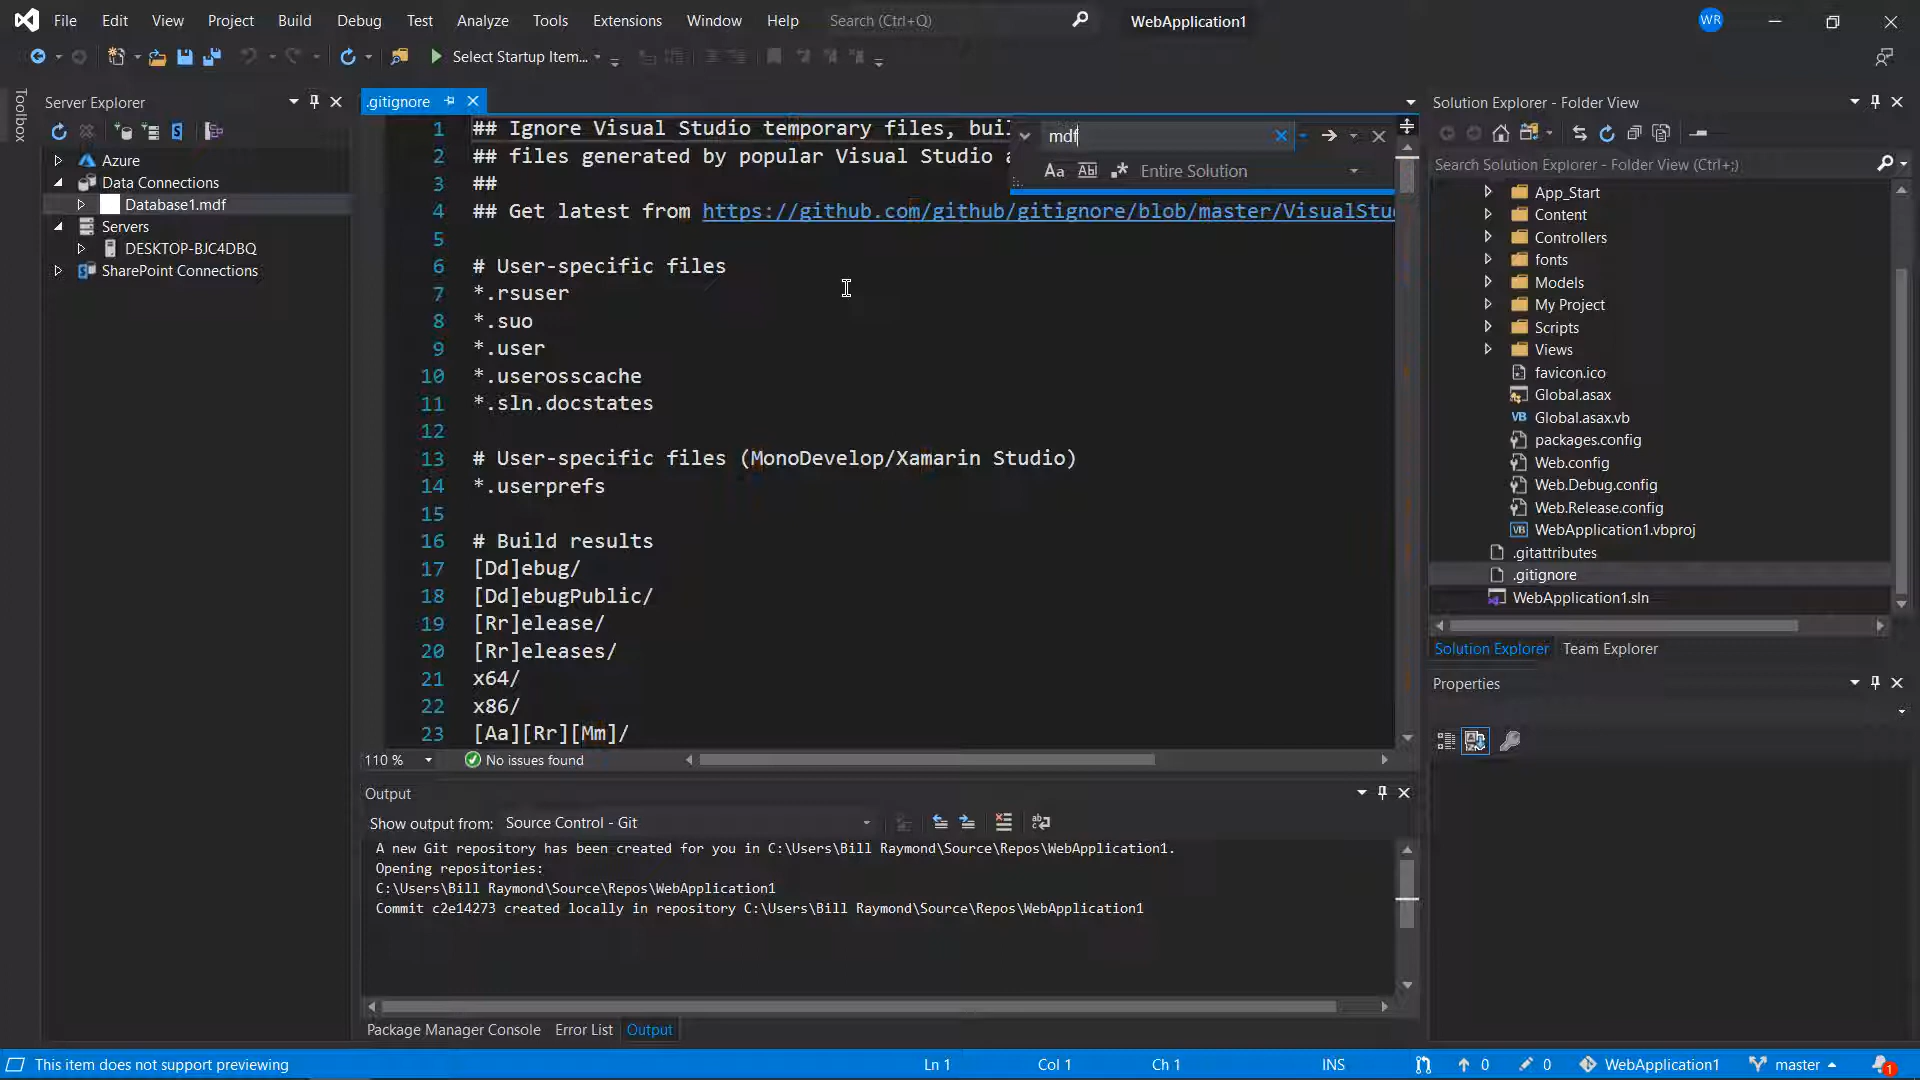 File Edit View Project Build Debug Test Analyze Tools Extensions Window Help Search (Ctrl+Q) WebApplication1 WR
Select Startup Item...
Toolbox
Server Explorer
Azure
Data Connections
Database1.mdf
Servers
DESKTOP-BJC4DBQ
SharePoint Connections
.gitignore
mdf
Entire Solution
1 ## Ignore Visual Studio temporary files, buil
2 ## files generated by popular Visual Studio a
3 ##
4 ## Get latest from https://github.com/github/gitignore/blob/master/VisualStu
5
6 # User-specific files
7 *.rsuser
8 *.suo
9 *.user
10 *.userosscache
11 *.sln.docstates
12
13 # User-specific files (MonoDevelop/Xamarin Studio)
14 *.userprefs
15
16 # Build results
17 [Dd]ebug/
18 [Dd]ebugPublic/
19 [Rr]elease/
20 [Rr]eleases/
21 x64/
22 x86/
23 [Aa][Rr][Mm]/
110 % No issues found
Output
Show output from: Source Control - Git
A new Git repository has been created for you in C:\Users\Bill Raymond\Source\Repos\WebApplication1.
Opening repositories:
C:\Users\Bill Raymond\Source\Repos\WebApplication1
Commit c2e14273 created locally in repository C:\Users\Bill Raymond\Source\Repos\WebApplication1
Package Manager Console Error List Output
Solution Explorer - Folder View
Search Solution Explorer - Folder View (Ctrl+;)
App_Start
Content
Controllers
fonts
Models
My Project
Scripts
Views
favicon.ico
Global.asax
VB Global.asax.vb
packages.config
Web.config
Web.Debug.config
Web.Release.config
VB WebApplication1.vbproj
.gitattributes
.gitignore
WebApplication1.sln
Solution Explorer Team Explorer
Properties
This item does not support previewing Ln 1 Col 1 Ch 1 INS 0 0 WebApplication1 master 1